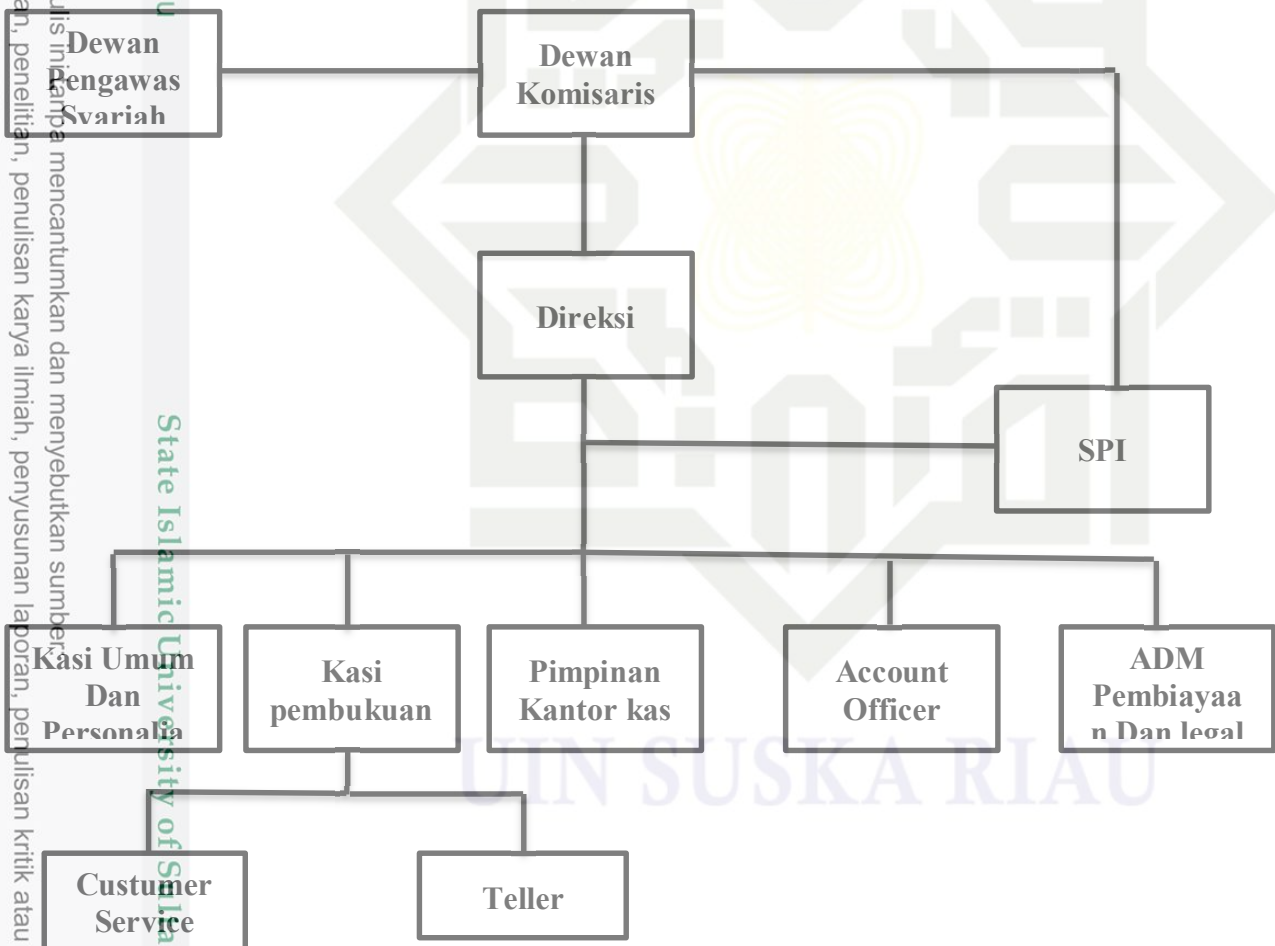 Dewan
Pengawas
Syariah
Dewan
Komisaris
Direksi
SPI
Kasi Umum
Dan
Personalia
Kasi
pembukuan
Pimpinan
Kantor kas
Account
Officer
ADM
Pembiayaa
n Dan legal
Custumer
Service
Teller
UIN SUSKA RIAU
State Islamic University of
tanpa mencantumkan dan menyebutkan sumber:
penelitian, penulisan karya ilmiah, penyusunan laporan, penulisan kritik atau